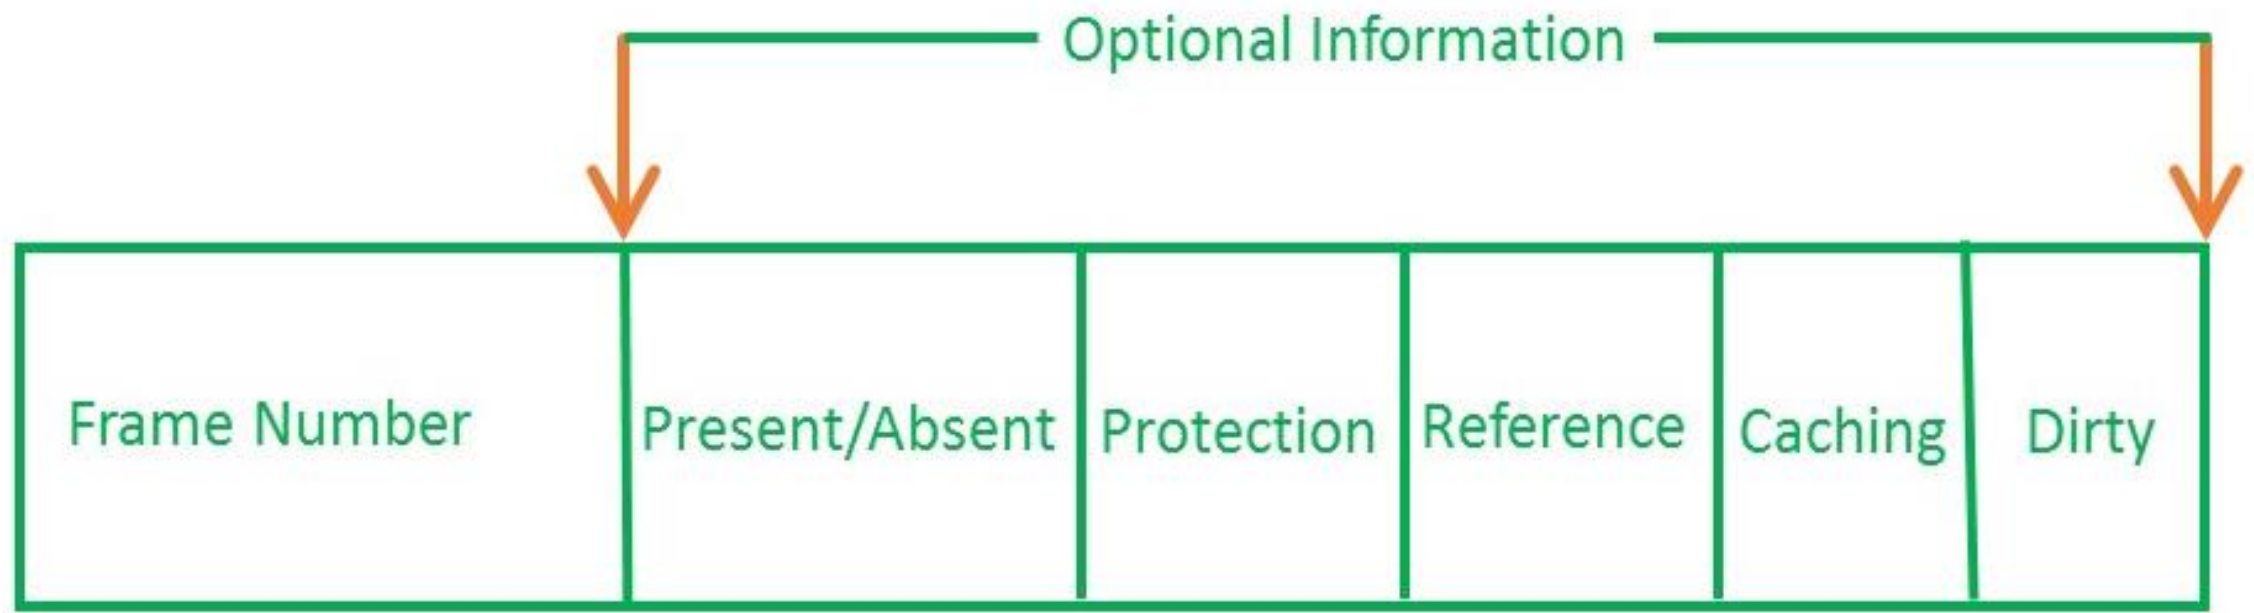 Optional Information
Frame Number
Present/Absent
Protection
Reference
Caching
Dirty